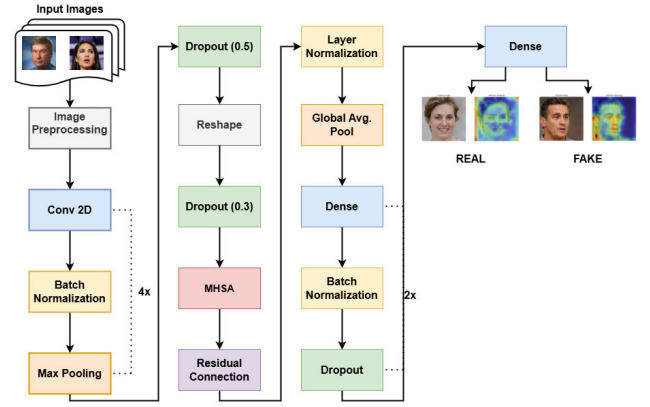 Input Images
Image
Preprocessing
Conv 2D
Batch
Normalization
Max Pooling
4x
Dropout (0.5)
Reshape
Dropout (0.3)
MHSA
Residual
Connection
Layer
Normalization
Global Avg.
Pool
Dense
Batch
Normalization
Dropout
2x
Dense
REAL
FAKE